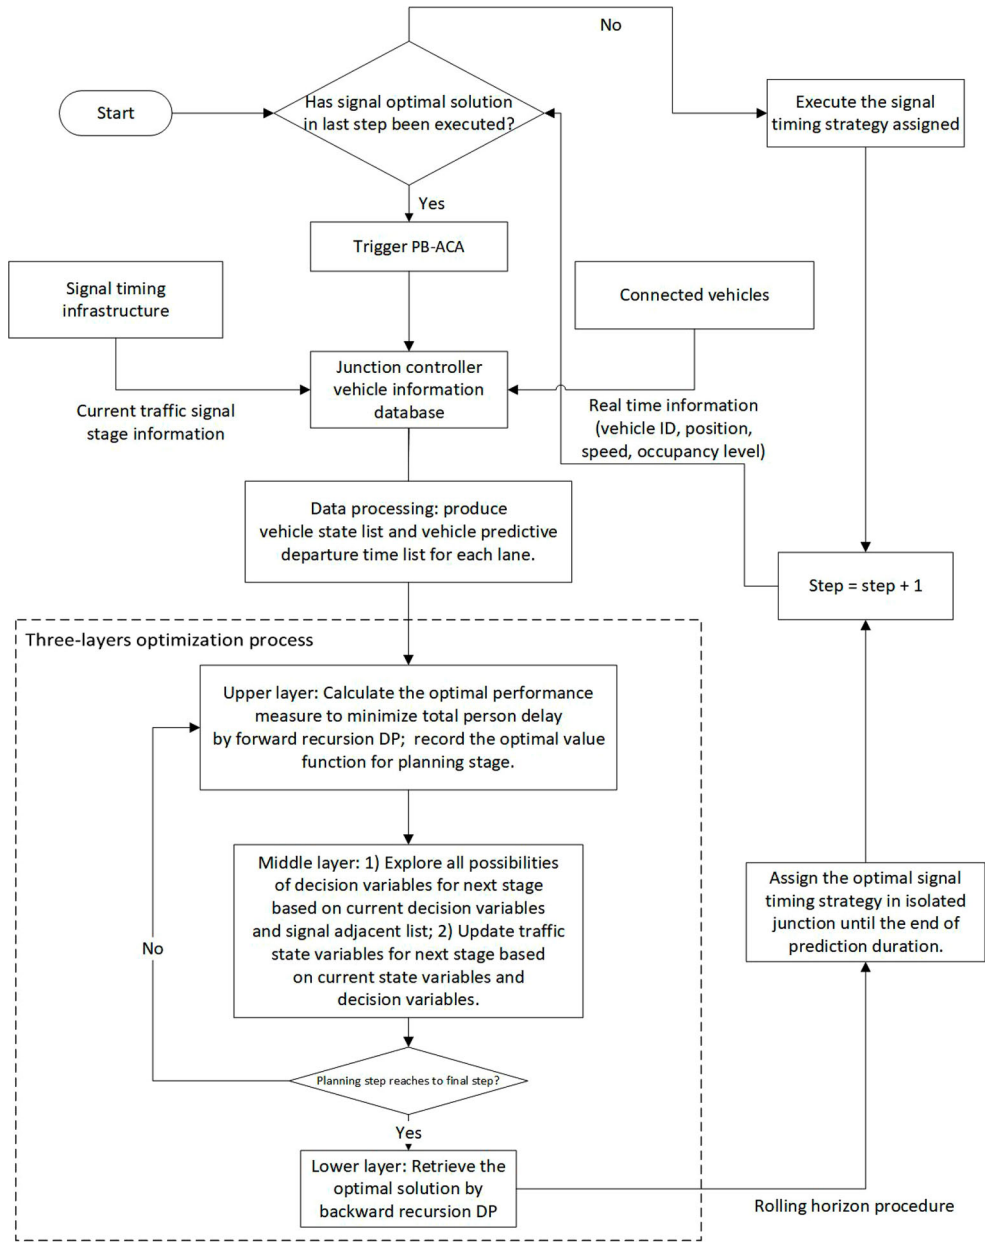 No
Start
Has signal optimal solution
in last step been executed?
Execute the signal
timing strategy assigned
Yes
Trigger PB-ACA
Signal timing
infrastructure
Connected vehicles
Junction controller
vehicle information
database
Current traffic signal
stage information
Real time information
(vehicle ID, position,
speed, occupancy level)
Data processing: produce
vehicle state list and vehicle predictive
departure time list for each lane.
Step = step + 1
Three-layers optimization process
Upper layer: Calculate the optimal performance
measure to minimize total person delay
by forward recursion DP; record the optimal value
function for planning stage.
Middle layer: 1) Explore all possibilities
of decision variables for next stage
based on current decision variables
and signal adjacent list; 2) Update traffic
state variables for next stage based
on current state variables and
decision variables.
No
Assign the optimal signal
timing strategy in isolated
junction until the end of
prediction duration.
Planning step reaches to final step?
Yes
Lower layer: Retrieve the
optimal solution by
backward recursion DP
Rolling horizon procedure